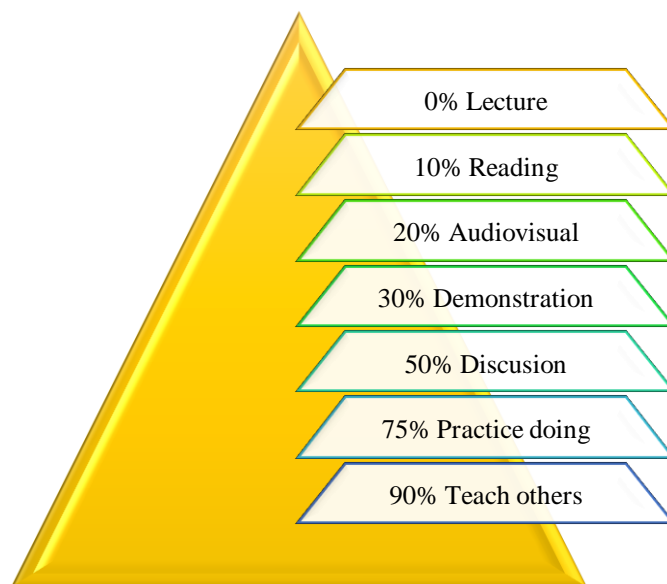 0% Lecture
10% Reading
20% Audiovisual
30% Demonstration
50% Discusion
75% Practice doing
90% Teach others